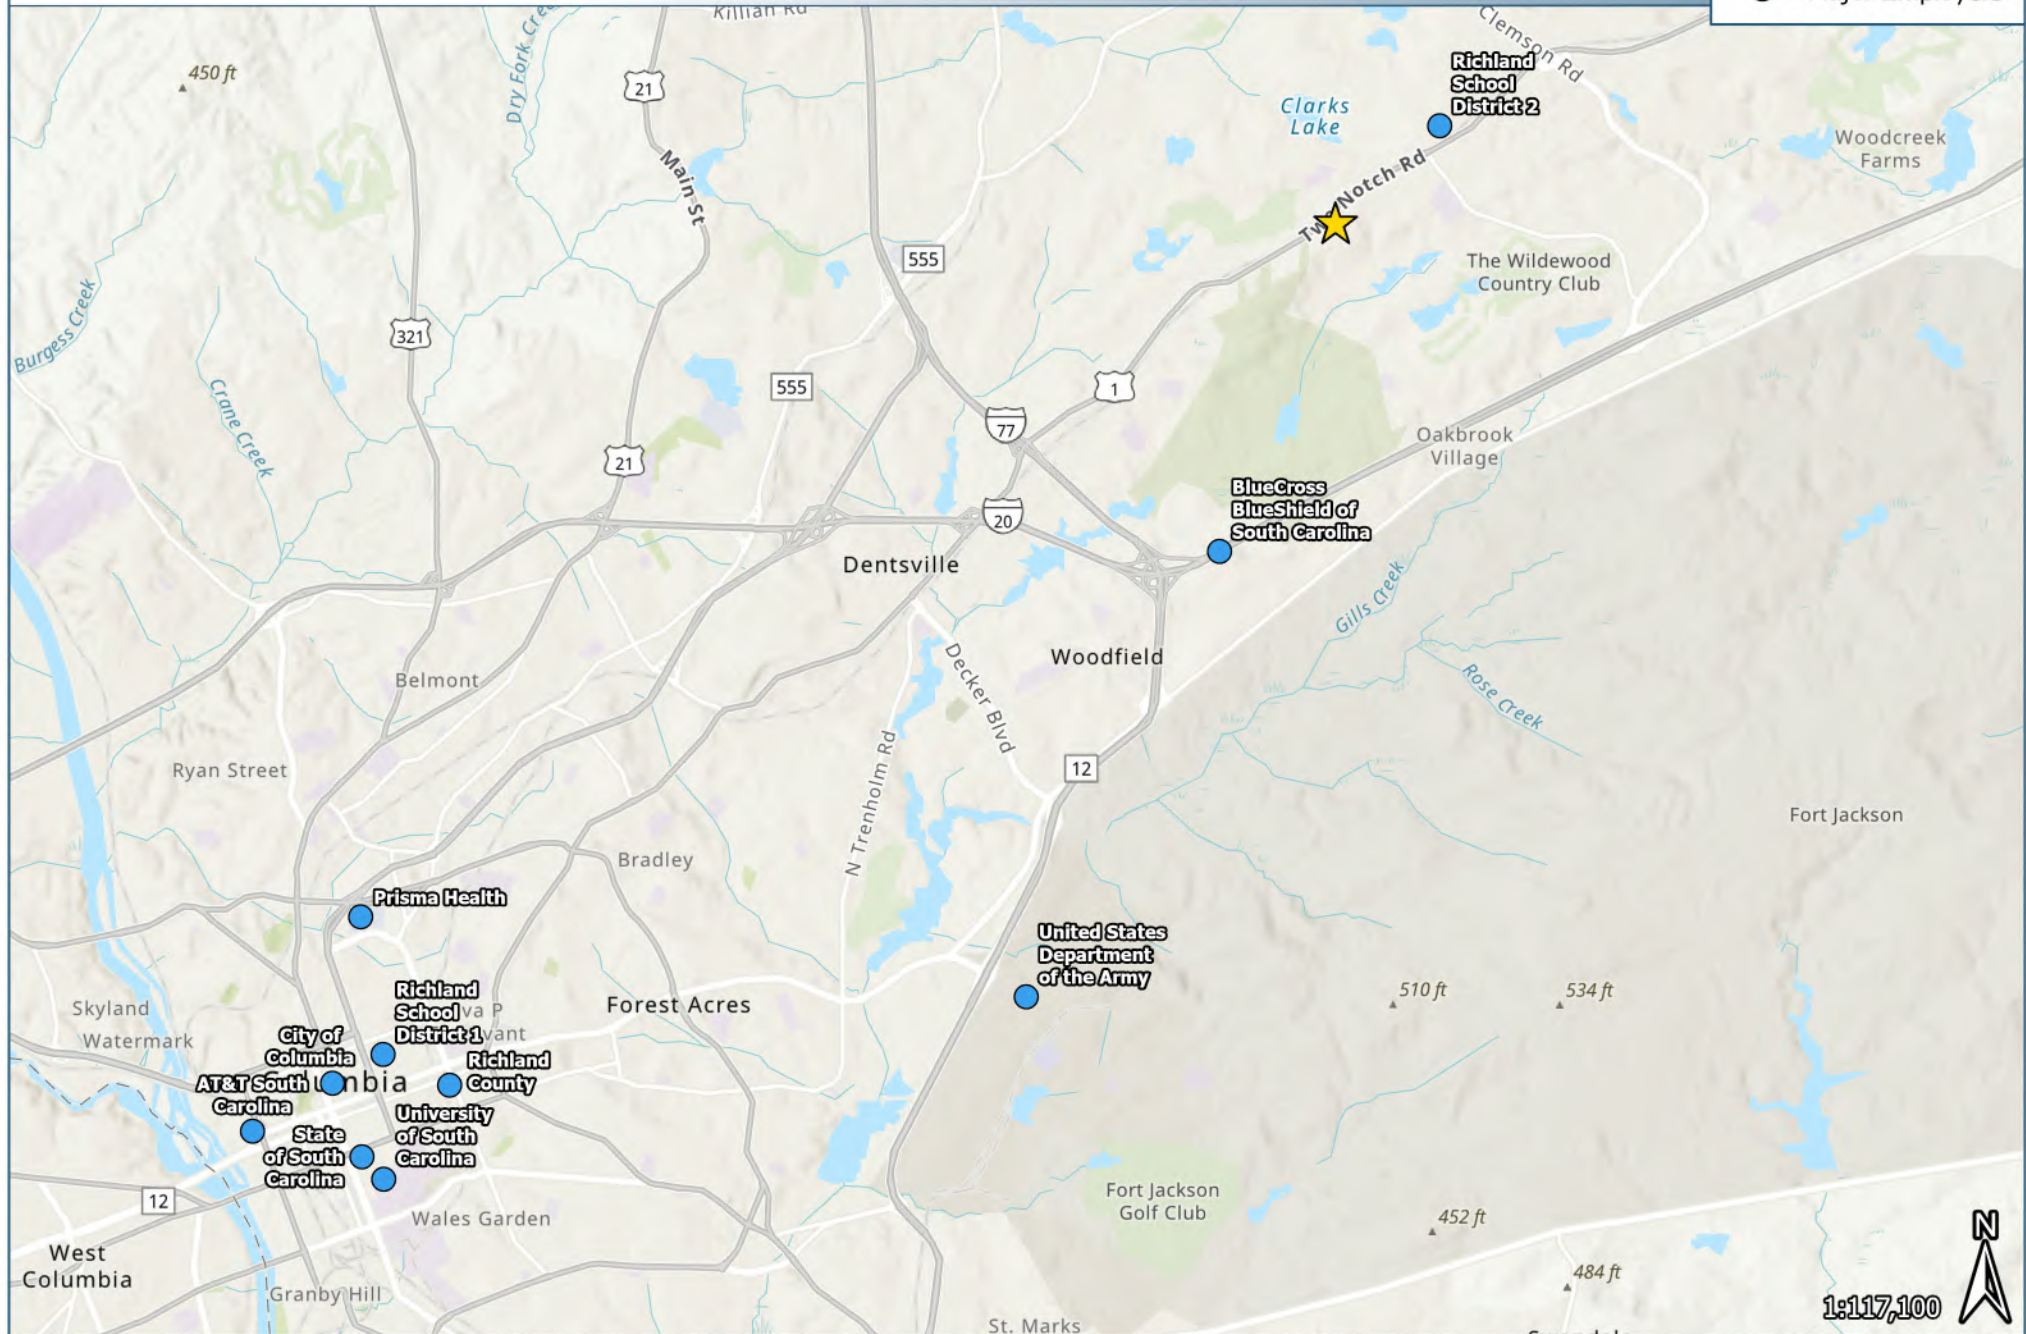 Killian Rd
Clemson Rd
Dry Fork Cree
450 ft
21
Richland
School
District 2
Clarks
Lake
Woodcreek
Farms
Main St
Two Notch Rd
555
The Wildewood
Country Club
Burgess Creek
321
Crane Creek
555
1
77
21
Oakbrook
Village
BlueCross
BlueShield of
South Carolina
20
Dentsville
Gills Creek
Woodfield
Decker Blvd
Belmont
Rose Creek
Ryan Street
12
N Trenholm Rd
Fort Jackson
Bradley
Prisma Health
United States
Department
of the Army
510 ft
534 ft
Skyland
Watermark
Richland
School
District 1
va P
vant
Forest Acres
City of
Columbia
umbia
Richland
County
AT&T South
Carolina
University
of South
Carolina
State
of South
Carolina
12
Wales Garden
Fort Jackson
Golf Club
452 ft
West
Columbia
Granby Hill
484 ft
N
1:117,100
St. Marks